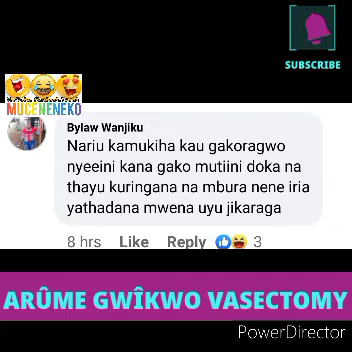 SUBSCRIBE
MUCENENEKO
Bylaw Wanjiku
Nariu kamukiha kau gakoragwo
nyeeini kana gako mutiini doka na
thayu kuringana na mbura nene iria
yathadana mwena uyu jikaraga
8 hrs Like Reply 3
ARÛME GWÎKWO VASECTOMY
PowerDirector